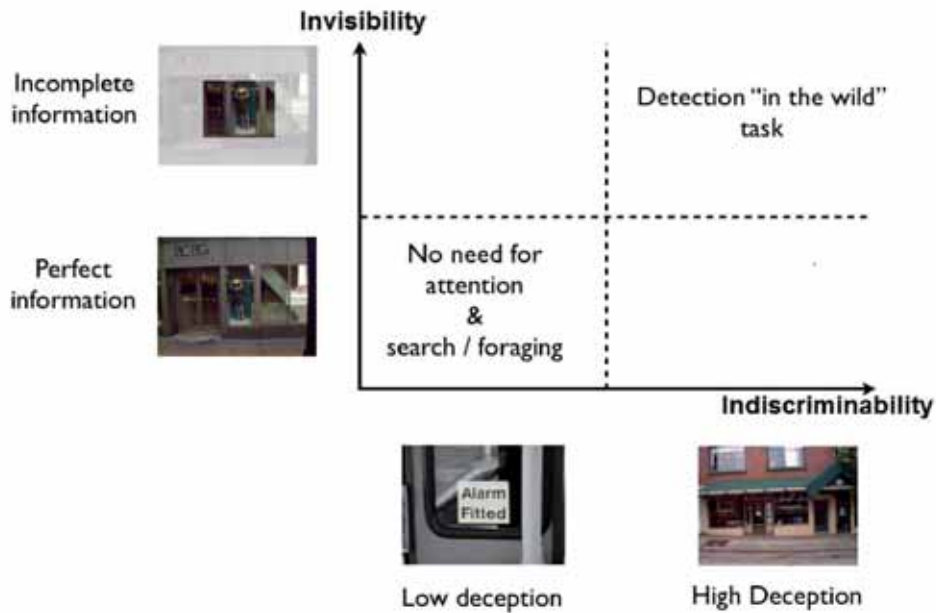 Invisibility
Incomplete
information
Detection “in the wild”
task
Perfect
information
No need for
attention
&
search / foraging
Indiscriminability
Alarm
Fitted
Low deception
High Deception